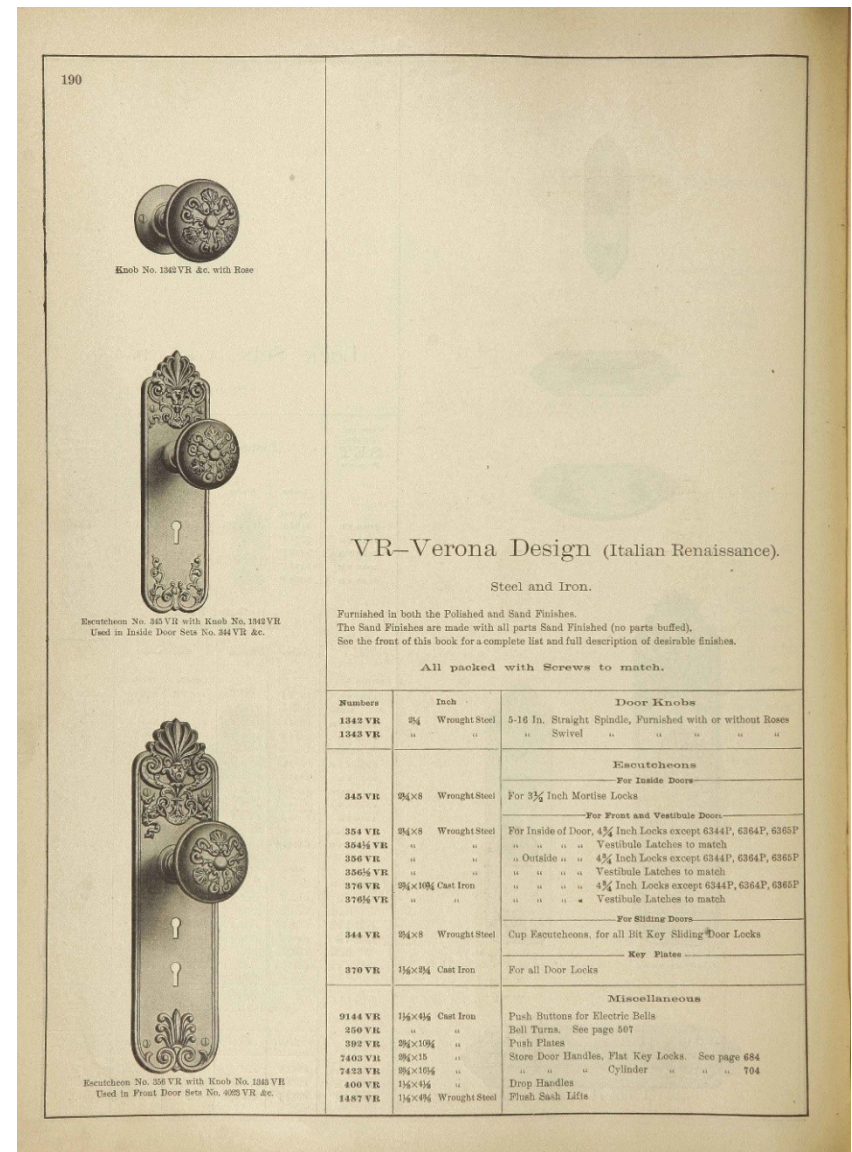 190
Knob No. 1342 VR &c. with Rose
Escutcheon No. 345 VR with Knob No. 1342 VR
Used in Inside Door Sets No. 344 VR &c.
Escutcheon No. 356 VR with Knob No. 1343 VR
Used in Front Door Sets No. 4023 VR &c.
VR–Verona Design (Italian Renaissance).
Steel and Iron.
Furnished in both the Polished and Sand Finishes.
The Sand Finishes are made with all parts Sand Finished (no parts buffed),
See the front of this book for a complete list and full description of desirable finishes.
All packed with Screws to match.
Numbers Inch Door Knobs
1342 VR 2¼ Wrought Steel 5-16 In. Straight Spindle, Furnished with or without Roses
1343 VR " " " Swivel " " " " "
Escutcheons
For Inside Doors
345 VR ×8 Wrought Steel For 3½ Inch Mortise Locks
For Front and Vestibule Doors
354 VR ×8 Wrought Steel For Inside of Door, 4¾ Inch Locks except 6344P, 6364P, 6365P
354½ VR " " " " " " Vestibule Latches to match
356 VR " " " Outside " " 4¾ Inch Locks except 6344P, 6364P, 6365P
356½ VR " " " " " " Vestibule Latches to match
376 VR Cast Iron " " " " 4¾ Inch Locks except 6344P, 6364P, 6365P
376½ VR " " " " " " Vestibule Latches to match
For Sliding Doors
344 VR ×8 Wrought Steel Cup Escutcheons, for all Bit Key Sliding Door Locks
Key Plates
370 VR Cast Iron For all Door Locks
Miscellaneous
9144 VR Cast Iron Push Buttons for Electric Bells
250 VR " " Bell Turns. See page 507
392 VR " Push Plates
7403 VR ×15 " Store Door Handles, Flat Key Locks. See page 684
7423 VR " " " " Cylinder " " " 704
400 VR " Drop Handles
1487 VR Wrought Steel Flush Sash Lifts